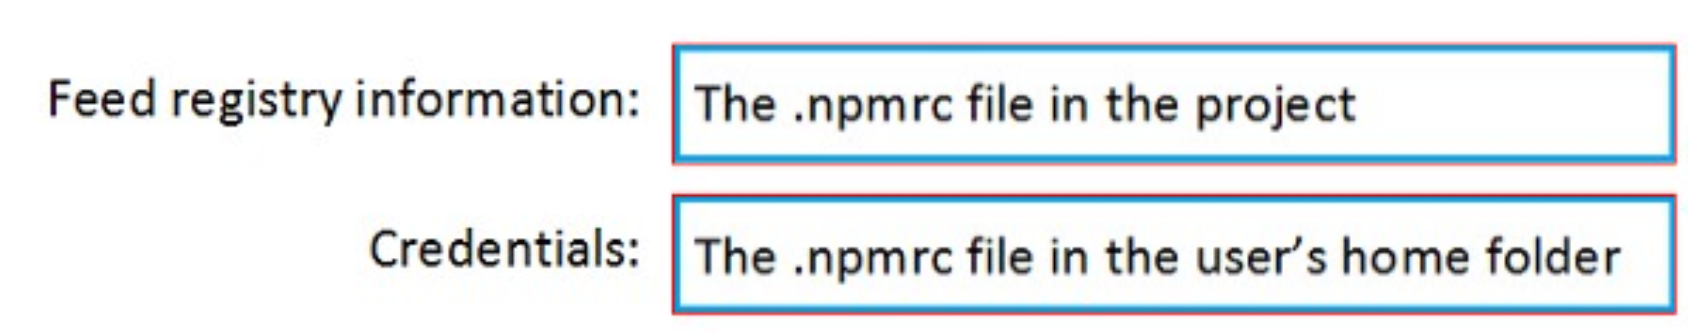 Feed registry information: The .npmrc file in the project
Credentials: The .npmrc file in the user’s home folder